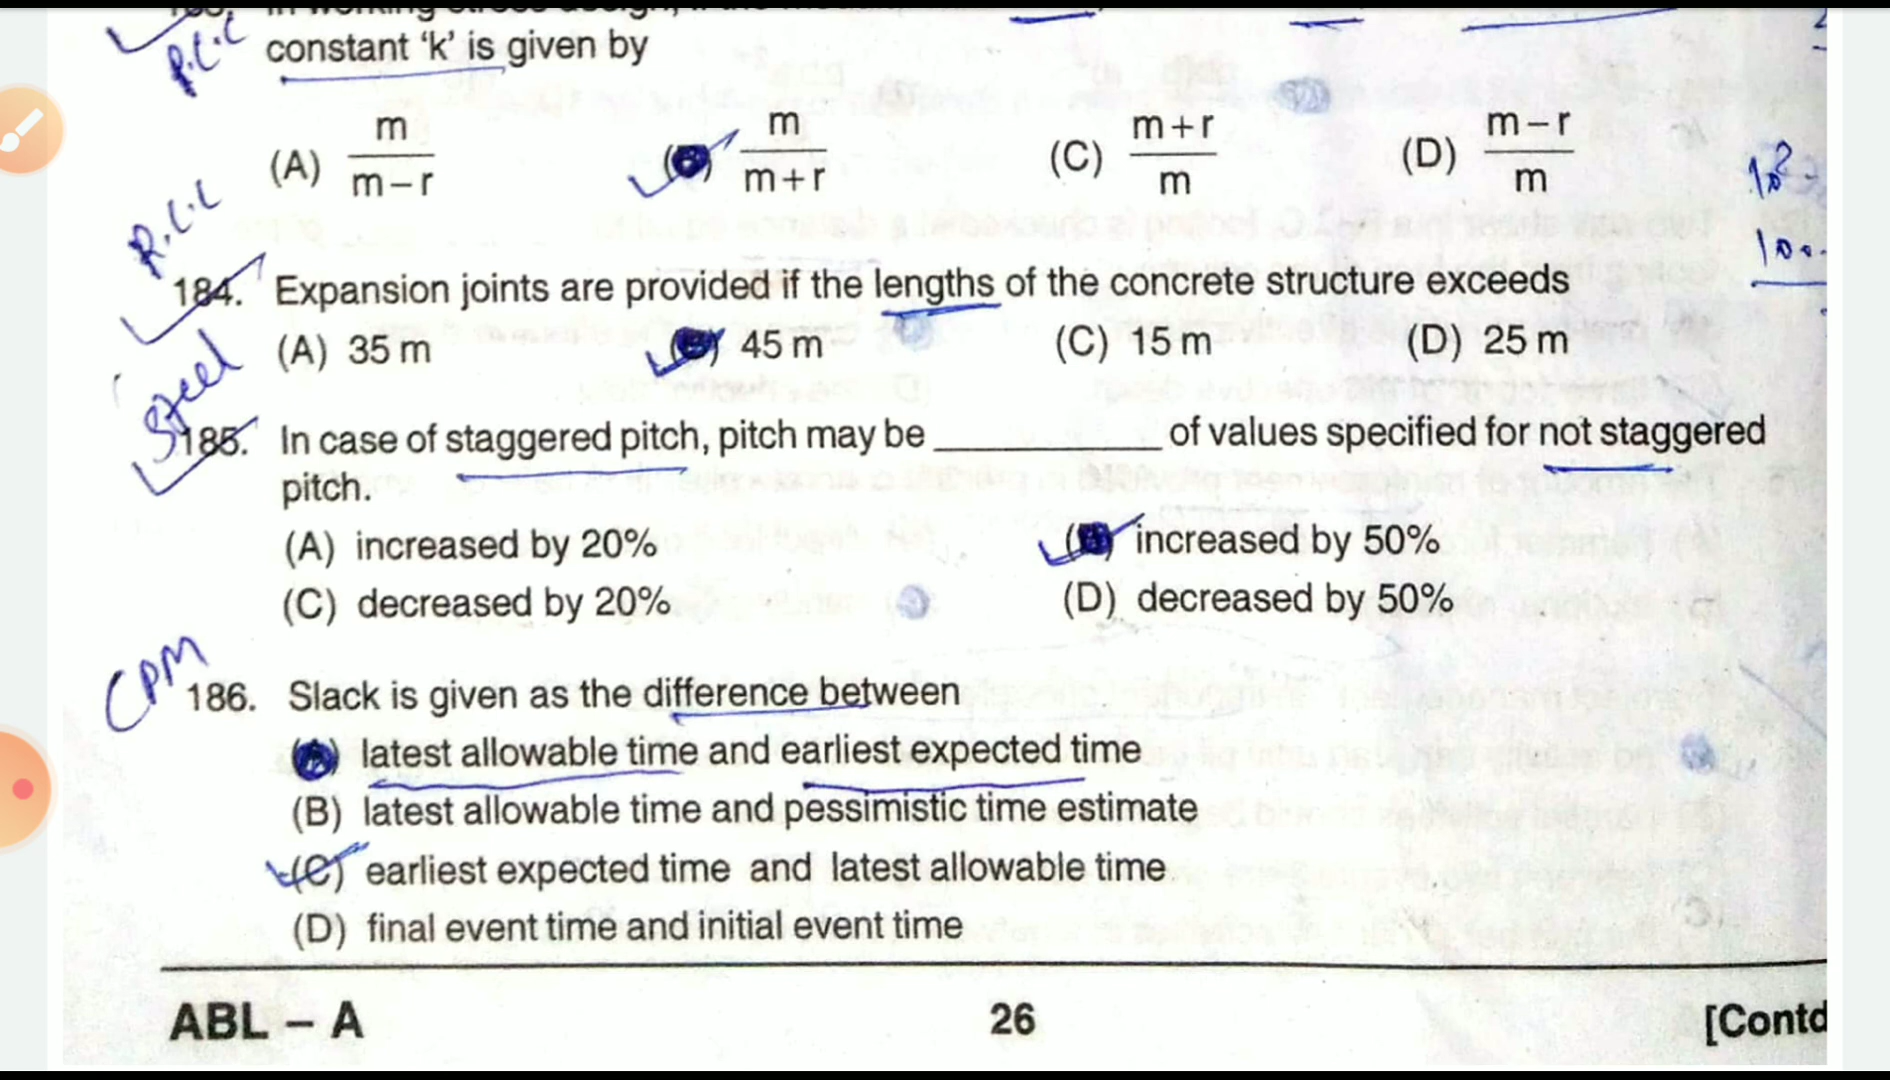 constant ‘k’ is given by
P.C.C
(A) m/(m−r) m/(m+r) (C) (m+r)/m (D) (m−r)/m
R.C.C
184. Expansion joints are provided if the lengths of the concrete structure exceeds
(A) 35 m (B) 45 m (C) 15 m (D) 25 m
Steel
185. In case of staggered pitch, pitch may be __________ of values specified for not staggered
pitch.
(A) increased by 20% (B) increased by 50%
(C) decreased by 20% (D) decreased by 50%
CPM
186. Slack is given as the difference between
(A) latest allowable time and earliest expected time
(B) latest allowable time and pessimistic time estimate
(C) earliest expected time and latest allowable time
(D) final event time and initial event time
ABL – A 26 [Contd